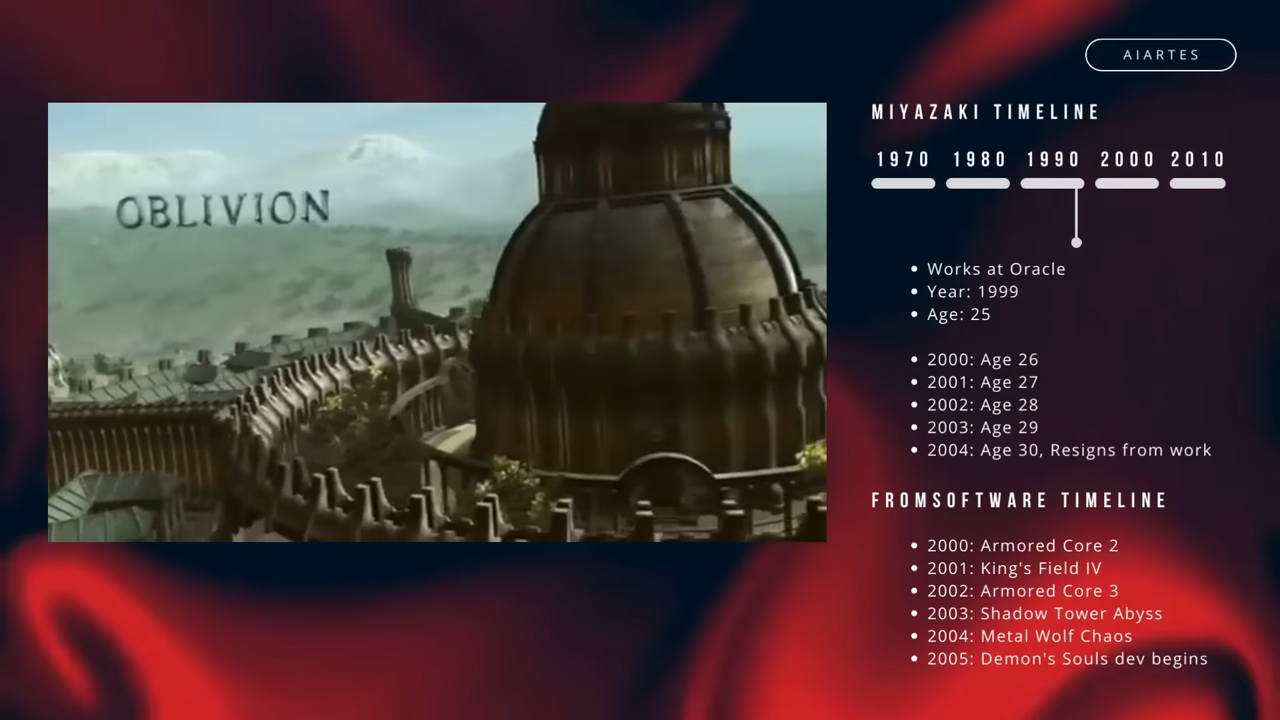 AIARTES
OBLIVION
MIYAZAKI TIMELINE
1970 1980 1990 2000 2010
• Works at Oracle
• Year: 1999
• Age: 25
• 2000: Age 26
• 2001: Age 27
• 2002: Age 28
• 2003: Age 29
• 2004: Age 30, Resigns from work
FROMSOFTWARE TIMELINE
• 2000: Armored Core 2
• 2001: King's Field IV
• 2002: Armored Core 3
• 2003: Shadow Tower Abyss
• 2004: Metal Wolf Chaos
• 2005: Demon's Souls dev begins